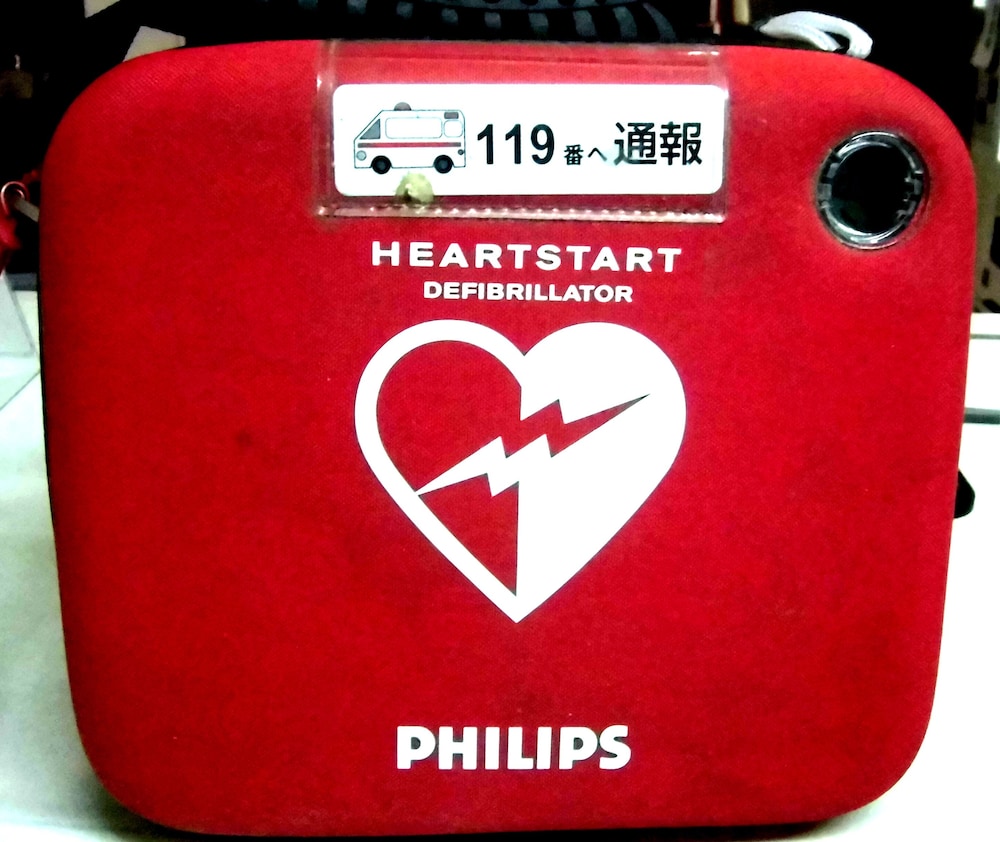 119番へ通報
HEARTSTART
DEFIBRILLATOR
PHILIPS